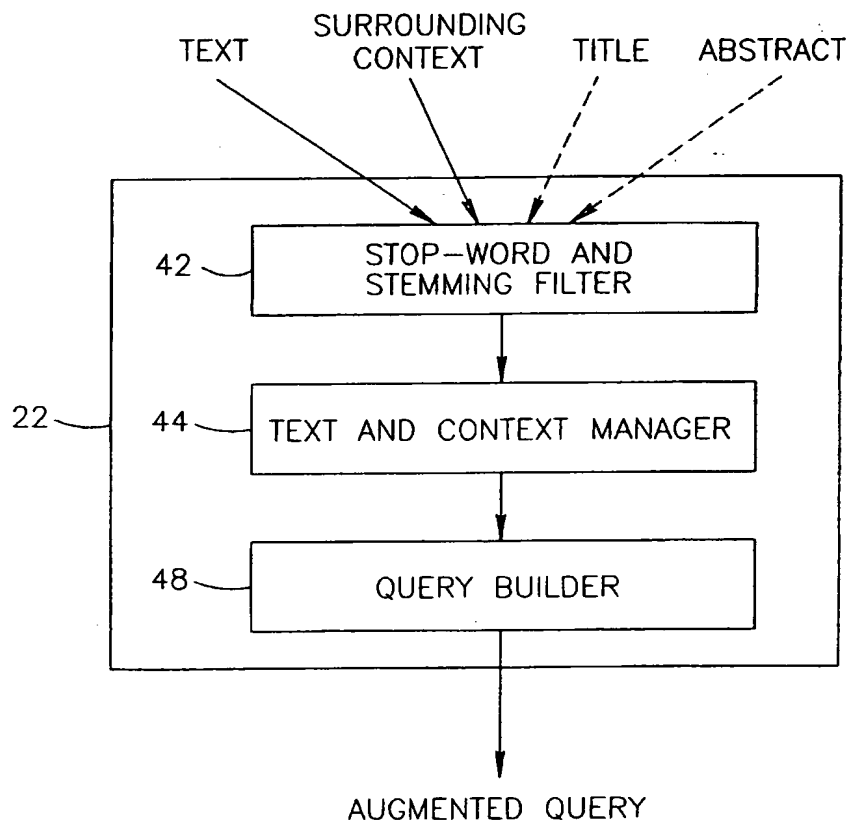 TEXT
SURROUNDING
CONTEXT
TITLE
ABSTRACT
42
STOP-WORD AND
STEMMING FILTER
22
44
TEXT AND CONTEXT MANAGER
48
QUERY BUILDER
AUGMENTED QUERY